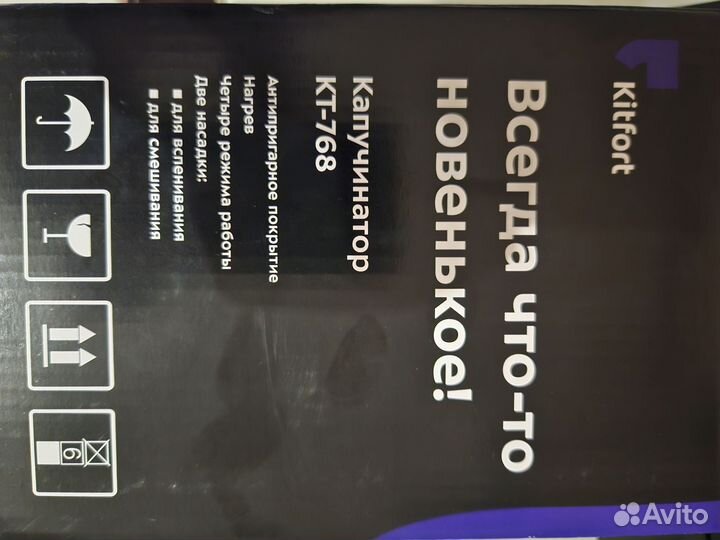 Kitfort
Всегда что-то
новенькое!
Капучинатор
КТ-768
Антипригарное покрытие
Нагрев
Четыре режима работы
Две насадки:
■ для вспенивания
■ для смешивания
6
Avito